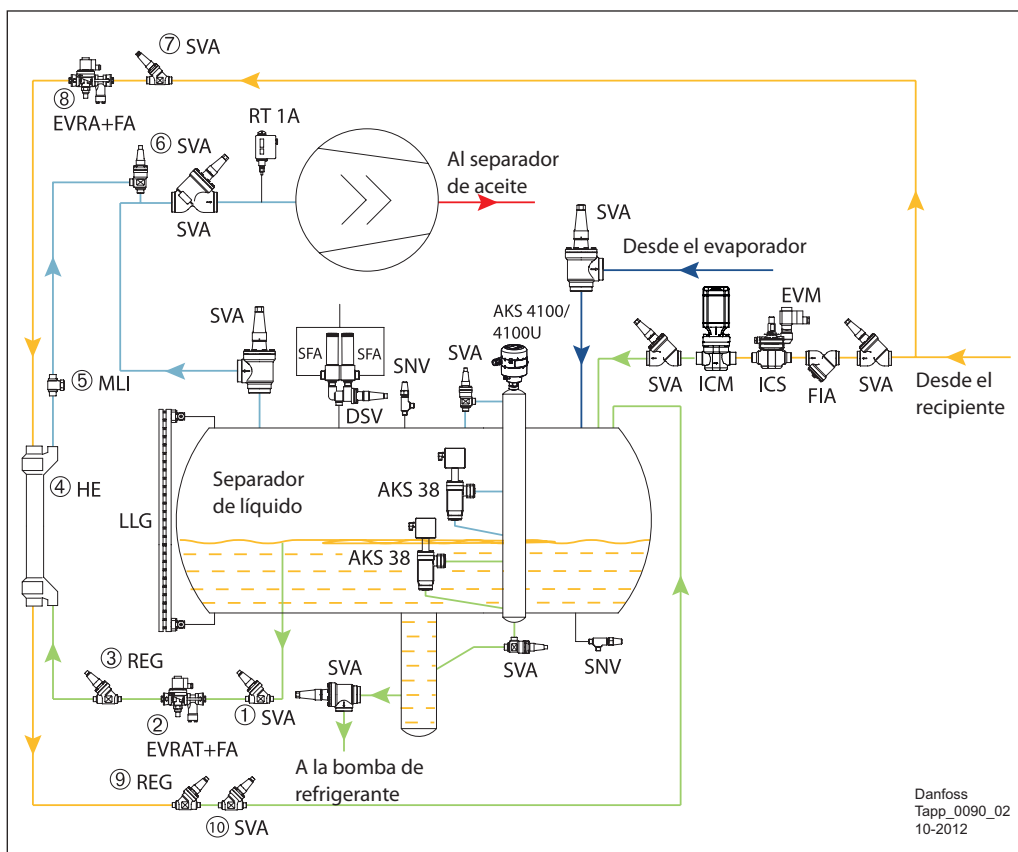 ⑦ SVA
⑧
EVRA+FA
RT 1A
⑥ SVA
SVA
Al separador
de aceite
SVA
Desde el evaporador
EVM
AKS 4100/
4100U
SVA
SFA
SFA
SNV
SVA
DSV
SVA
ICM
ICS
FIA
SVA
Desde el
recipiente
⑤ MLI
④ HE
LLG
Separador
de líquido
AKS 38
AKS 38
③ REG
②
EVRAT+FA
① SVA
SVA
SVA
SNV
A la bomba de
refrigerante
⑨ REG
⑩ SVA
Danfoss
Tapp_0090_02
10-2012